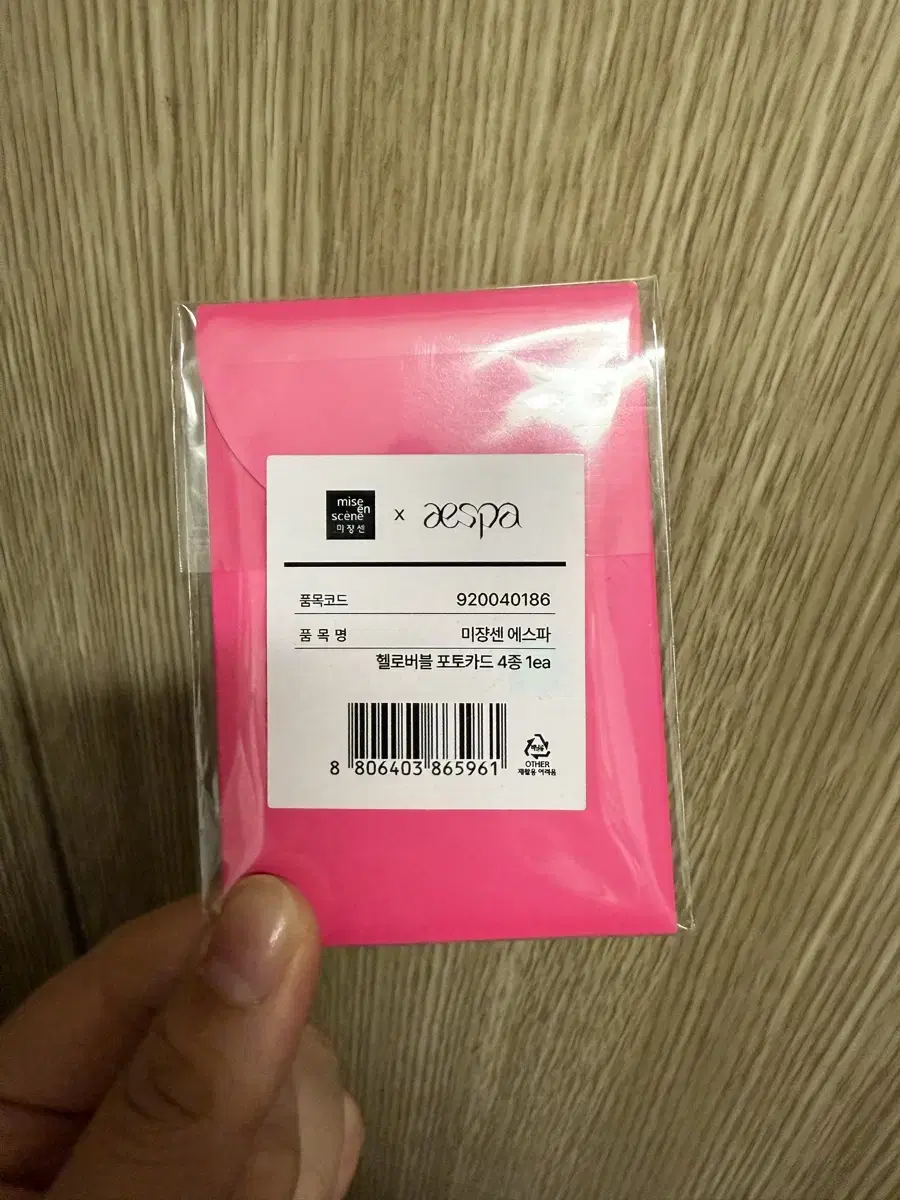 mise
en
scène
미쟝센
x
aespa
품목코드 920040186
품목명 미쟝센 에스파
헬로버블 포토카드 4종 1ea
8 806403 865961
OTHER
재활용 어려움